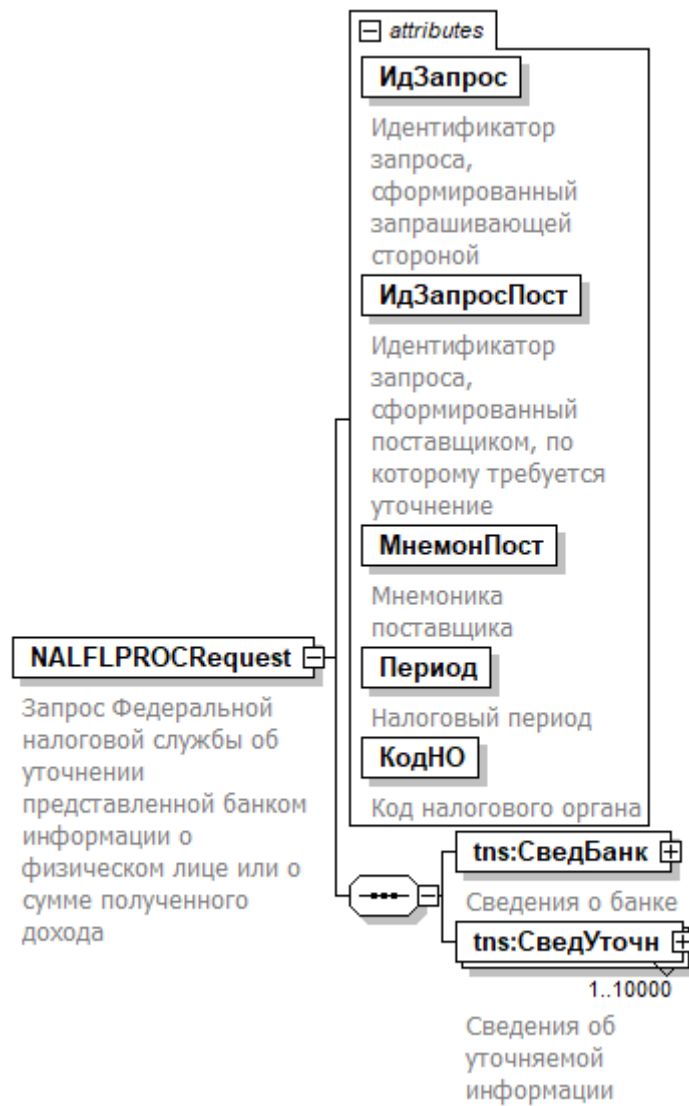 attributes
ИдЗапрос
Идентификатор
запроса,
сформированный
запрашивающей
стороной
ИдЗапросПост
Идентификатор
запроса,
сформированный
поставщиком, по
которому требуется
уточнение
МнемонПост
Мнемоника
поставщика
Период
Налоговый период
КодНО
Код налогового органа
NALFLPROCRequest
Запрос Федеральной
налоговой службы об
уточнении
представленной банком
информации о
физическом лице или о
сумме полученного
дохода
tns:СведБанк
Сведения о банке
tns:СведУточн
1..10000
Сведения об
уточняемой
информации